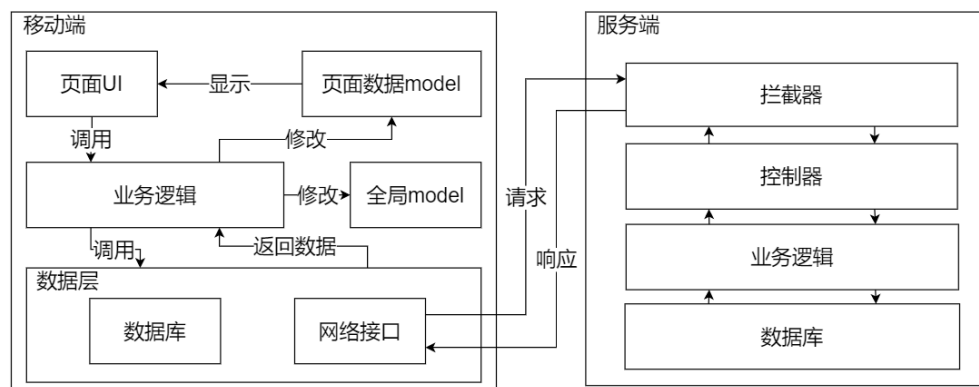 移动端
服务端
页面UI
显示
页面数据model
拦截器
调用
修改
控制器
业务逻辑
修改
全局model
请求
调用
返回数据
响应
业务逻辑
数据层
数据库
网络接口
数据库